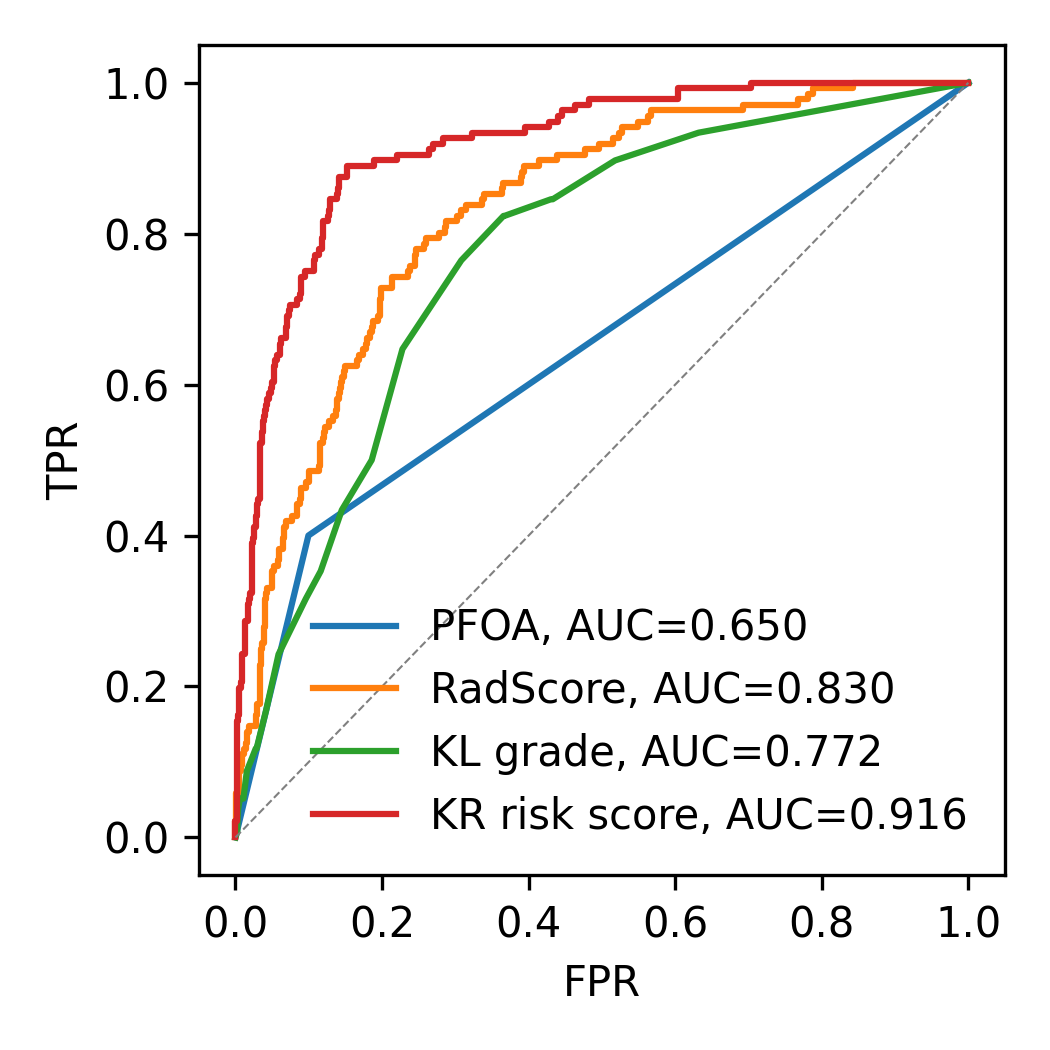 1.0
0.8
0.6
0.4
0.2
0.0
TPR
PFOA, AUC=0.650
RadScore, AUC=0.830
KL grade, AUC=0.772
KR risk score, AUC=0.916
0.0 0.2 0.4 0.6 0.8 1.0
FPR